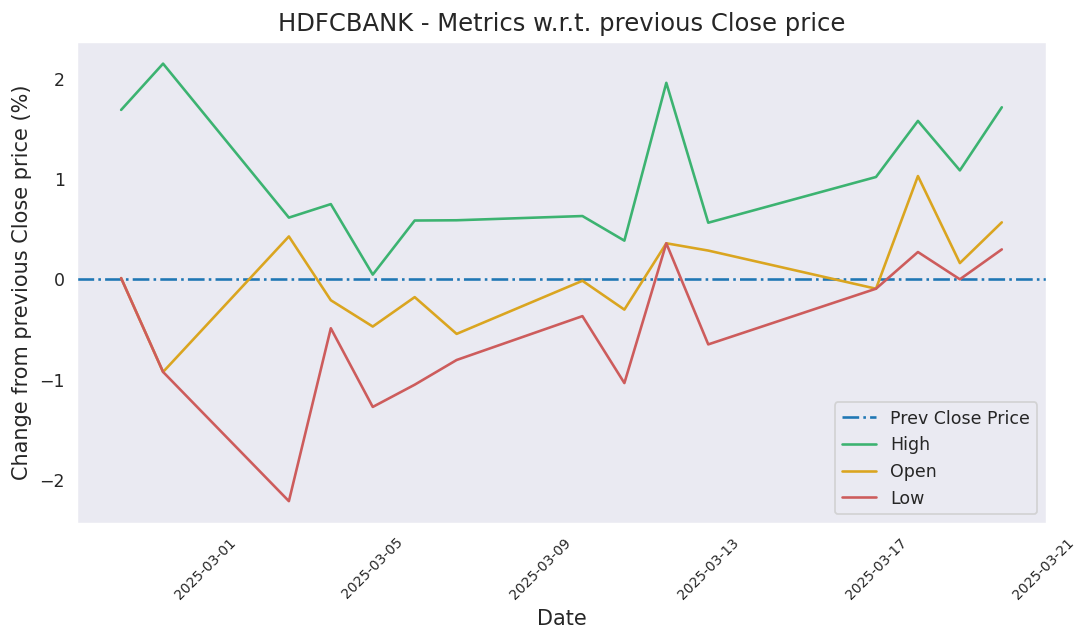 HDFCBANK - Metrics w.r.t. previous Close price
Change from previous Close price (%)
2
1
0
−1
−2
Prev Close Price
High
Open
Low
2025-03-01
2025-03-05
2025-03-09
2025-03-13
2025-03-17
2025-03-21
Date